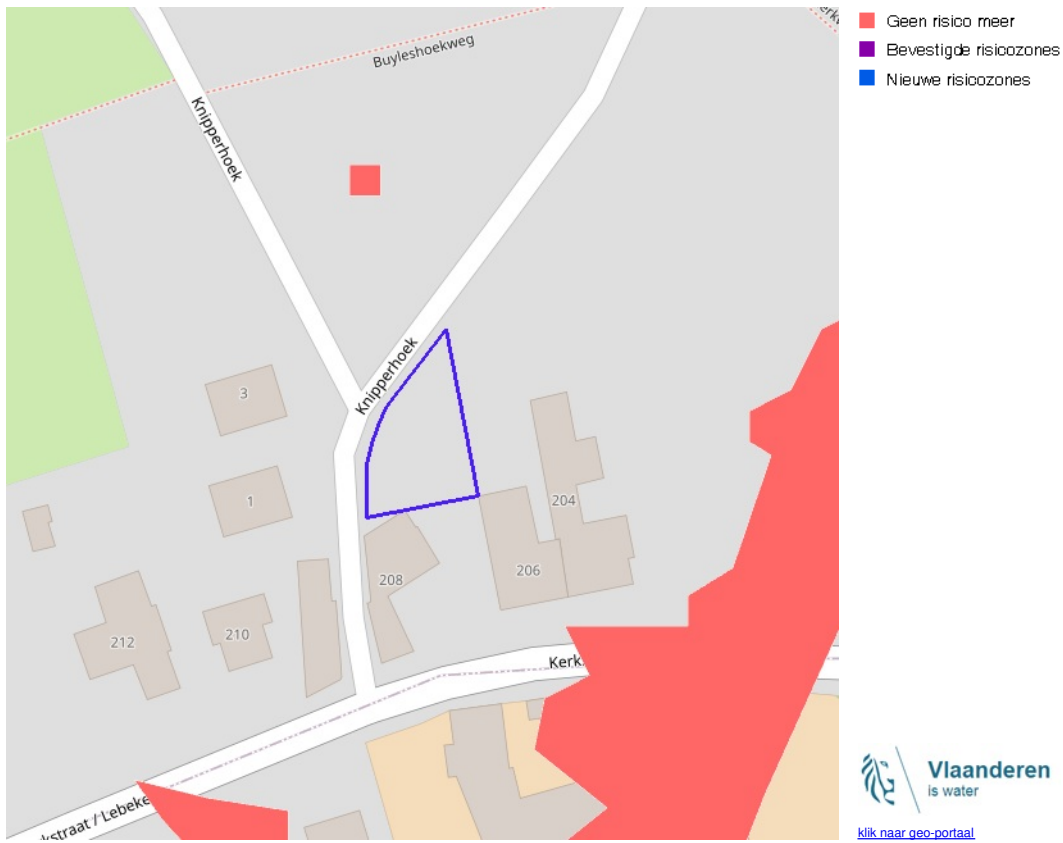 Geen risico meer
Bevestigde risicozones
Nieuwe risicozones
Buyleshoekweg
Knipperhoek
Knipperhoek
3
1
204
206
208
210
212
Kerks
kstraat / Lebeke
Vlaanderen
is water
klik naar geo-portaal